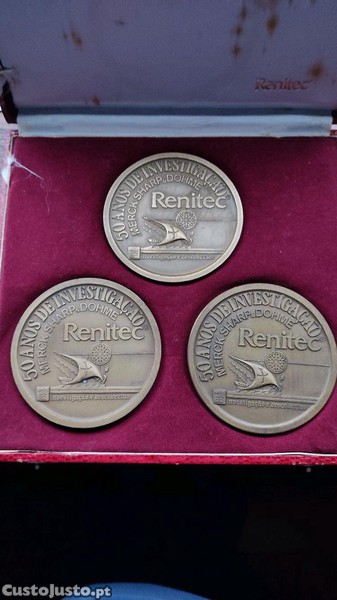 Renitec
50 ANOS DE INVESTIGAÇÃO
MERCK SHARP & DOHME
Renitec
50 ANOS DE INVESTIGAÇÃO
MERCK SHARP & DOHME
Renitec
50 ANOS DE INVESTIGAÇÃO
MERCK SHARP & DOHME
Renitec
CustoJusto.pt